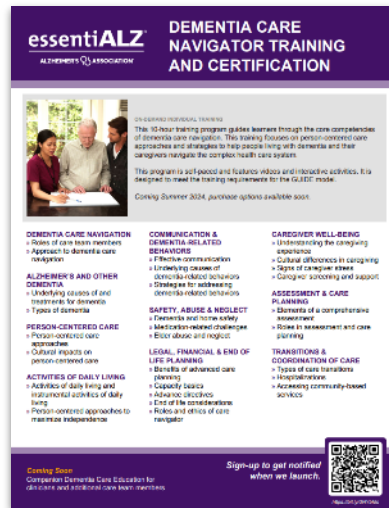 essentiALZ®
ALZHEIMER'S ASSOCIATION®
DEMENTIA CARE
NAVIGATOR TRAINING
AND CERTIFICATION
ON-DEMAND INDIVIDUAL TRAINING
This 10-hour training program guides learners through the core competencies
of dementia care navigation. This training focuses on person-centered care
approaches and strategies to help people living with dementia and their
caregivers navigate the complex health care system.
This program is self-paced and features videos and interactive activities. It is
designed to meet the training requirements for the GUIDE model.
Coming Summer 2024, purchase options available soon.
DEMENTIA CARE NAVIGATION
» Roles of care team members
» Approach to dementia care
navigation
ALZHEIMER'S AND OTHER
DEMENTIA
» Underlying causes of and
treatments for dementia
» Types of dementia
PERSON-CENTERED CARE
» Person-centered care
approaches
» Cultural impacts on
person-centered care
ACTIVITIES OF DAILY LIVING
» Activities of daily living and
instrumental activities of daily
living
» Person-centered approaches to
maximize independence
COMMUNICATION &
DEMENTIA-RELATED
BEHAVIORS
» Effective communication
» Underlying causes of
dementia-related behaviors
» Strategies for addressing
dementia-related behaviors
SAFETY, ABUSE & NEGLECT
» Dementia and home safety
» Medication-related challenges
» Elder abuse and neglect
LEGAL, FINANCIAL & END OF
LIFE PLANNING
» Benefits of advanced care
planning
» Capacity basics
» Advance directives
» End of life considerations
» Roles and ethics of care
navigator
CAREGIVER WELL-BEING
» Understanding the caregiving
experience
» Cultural differences in caregiving
» Signs of caregiver stress
» Caregiver screening and support
ASSESSMENT & CARE
PLANNING
» Elements of a comprehensive
assessment
» Roles in assessment and care
planning
TRANSITIONS &
COORDINATION OF CARE
» Types of care transitions
» Hospitalizations
» Accessing community-based
services
Coming Soon
Companion Dementia Care Education for
clinicians and additional care team members
Sign-up to get notified
when we launch.